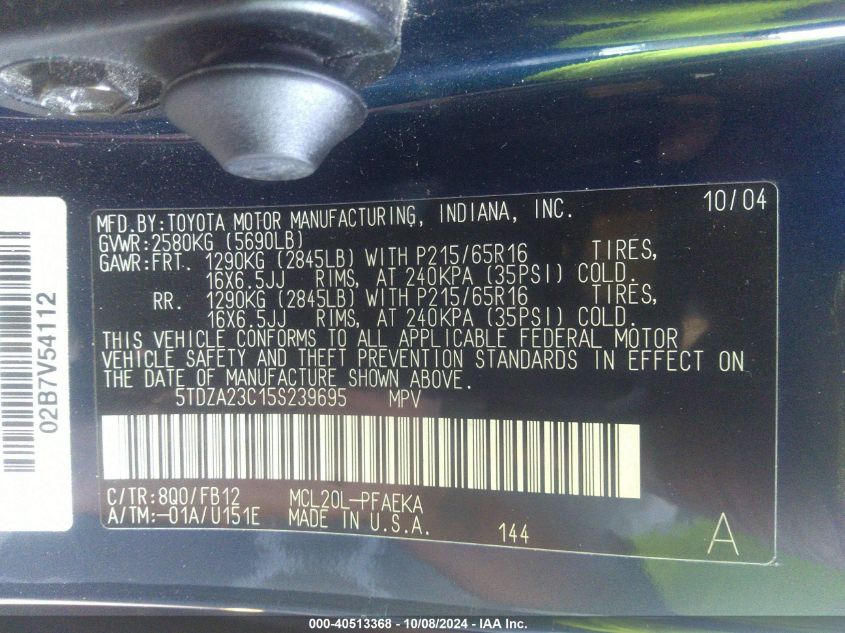 10/04
MFD.BY:TOYOTA MOTOR MANUFACTURING, INDIANA, INC.
GVWR:2580KG (5690LB)
GAWR:FRT. 1290KG (2845LB) WITH P215/65R16 TIRES,
16X6.5JJ RIMS, AT 240KPA (35PSI) COLD.
RR. 1290KG (2845LB) WITH P215/65R16 TIRES,
16X6.5JJ RIMS, AT 240KPA (35PSI) COLD.
THIS VEHICLE CONFORMS TO ALL APPLICABLE FEDERAL MOTOR
VEHICLE SAFETY AND THEFT PREVENTION STANDARDS IN EFFECT ON
THE DATE OF MANUFACTURE SHOWN ABOVE.
5TDZA23C15S239695 MPV
C/TR:8Q0/FB12 MCL20L-PFAEKA
A/TM:-01A/U151E MADE IN U.S.A. 144 A
02B7V54112
000-40513368 - 10/08/2024 - IAA Inc.